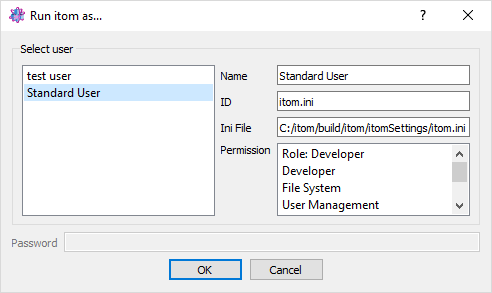 Run itom as...
?
Select user
test user
Standard User
Name
Standard User
ID
itom.ini
Ini File
C:/itom/build/itom/itomSettings/itom.ini
Permission
Role: Developer
Developer
File System
User Management
Password
OK
Cancel